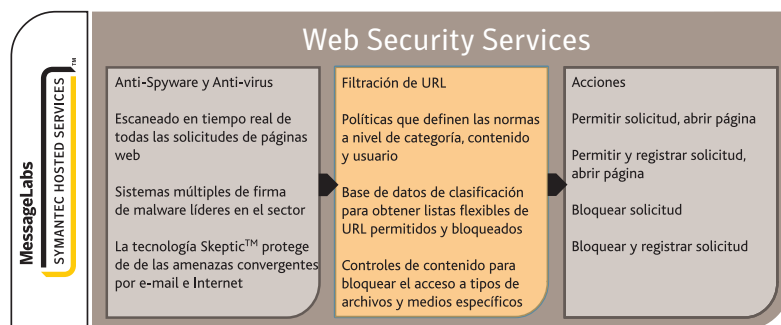 MessageLabs
SYMANTEC HOSTED SERVICES™
Web Security Services
Anti-Spyware y Anti-virus
Escaneado en tiempo real de
todas las solicitudes de páginas
web
Sistemas múltiples de firma
de malware líderes en el sector
La tecnología Skeptic™ protege
de de las amenazas convergentes
por e-mail e Internet
Filtración de URL
Políticas que definen las normas
a nivel de categoría, contenido
y usuario
Base de datos de clasificación
para obtener listas flexibles de
URL permitidos y bloqueados
Controles de contenido para
bloquear el acceso a tipos de
archivos y medios específicos
Acciones
Permitir solicitud, abrir página
Permitir y registrar solicitud,
abrir página
Bloquear solicitud
Bloquear y registrar solicitud